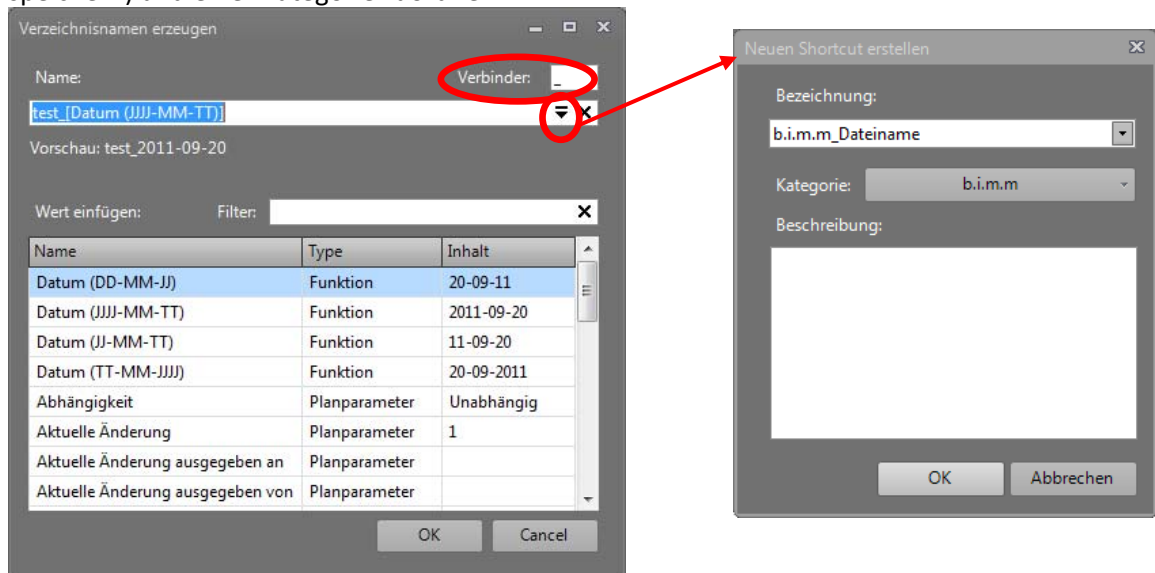 Verzeichnisnamen erzeugen
Name:
Verbinder: _
test_[Datum (JJJJ-MM-TT)]
Vorschau: test_2011-09-20
Wert einfügen: Filter:
Name Type Inhalt
Datum (DD-MM-JJ) Funktion 20-09-11
Datum (JJJJ-MM-TT) Funktion 2011-09-20
Datum (JJ-MM-TT) Funktion 11-09-20
Datum (TT-MM-JJJJ) Funktion 20-09-2011
Abhängigkeit Planparameter Unabhängig
Aktuelle Änderung Planparameter 1
Aktuelle Änderung ausgegeben an Planparameter
Aktuelle Änderung ausgegeben von Planparameter
OK Cancel
Neuen Shortcut erstellen
Bezeichnung:
b.i.m.m_Dateiname
Kategorie: b.i.m.m
Beschreibung:
OK Abbrechen